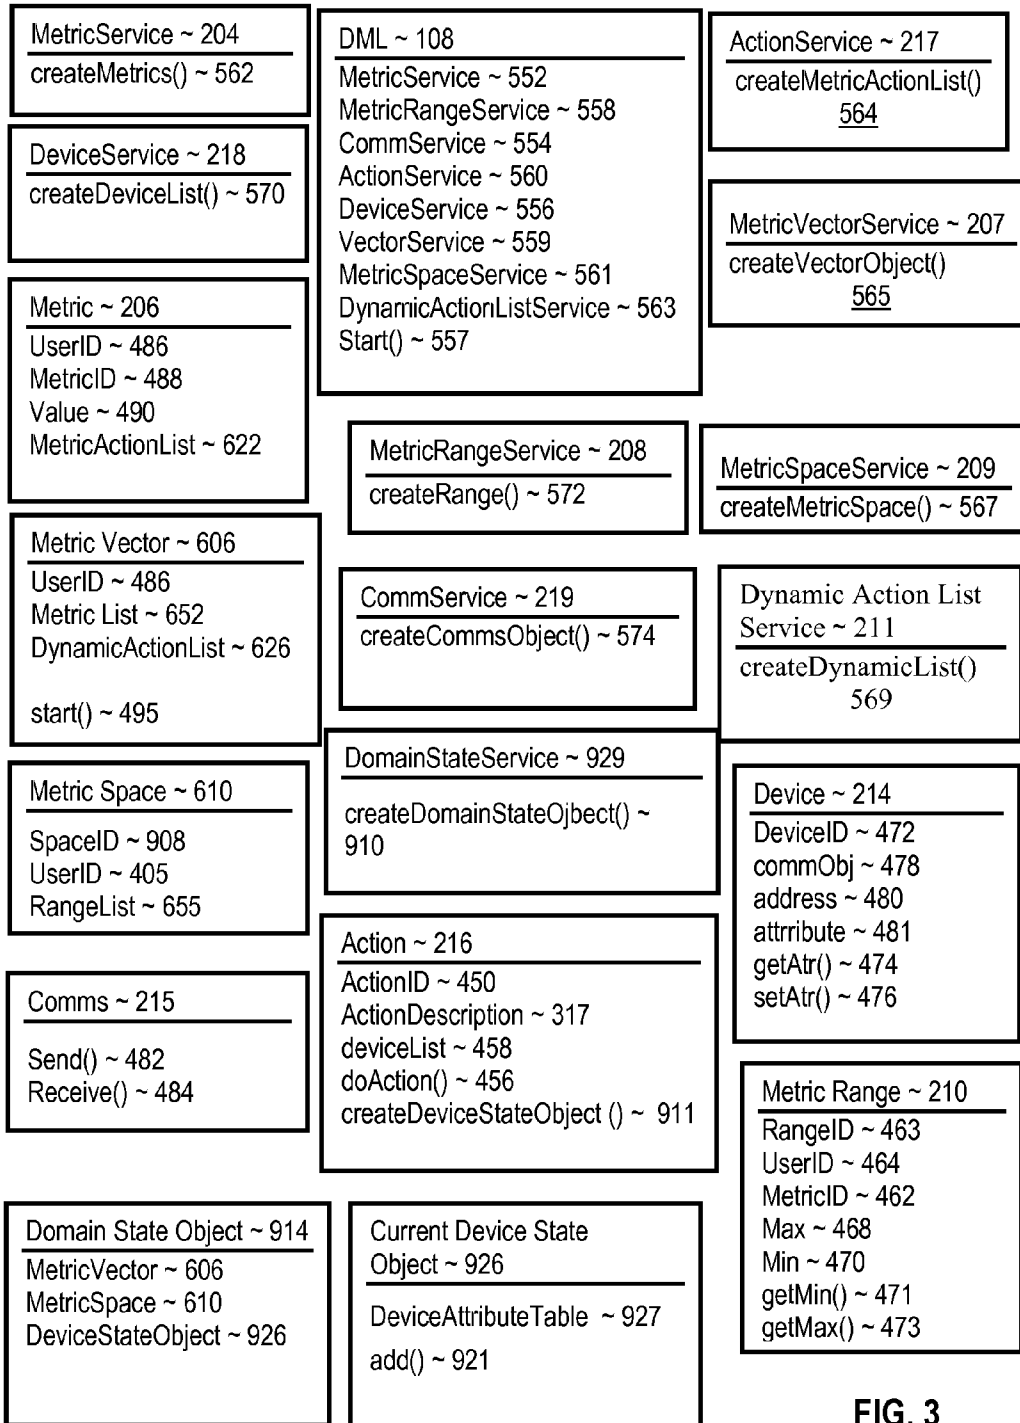 MetricService ~ 204
createMetrics() ~ 562
DML ~ 108
MetricService ~ 552
MetricRangeService ~ 558
CommService ~ 554
ActionService ~ 560
DeviceService ~ 556
VectorService ~ 559
MetricSpaceService ~ 561
DynamicActionListService ~ 563
Start() ~ 557
ActionService ~ 217
createMetricActionList()
564
DeviceService ~ 218
createDeviceList() ~ 570
MetricVectorService ~ 207
createVectorObject()
565
Metric ~ 206
UserID ~ 486
MetricID ~ 488
Value ~ 490
MetricActionList ~ 622
MetricRangeService ~ 208
createRange() ~ 572
MetricSpaceService ~ 209
createMetricSpace() ~ 567
Metric Vector ~ 606
UserID ~ 486
Metric List ~ 652
DynamicActionList ~ 626
start() ~ 495
CommService ~ 219
createCommsObject() ~ 574
Dynamic Action List
Service ~ 211
createDynamicList()
569
DomainStateService ~ 929
createDomainStateOjbect() ~
910
Metric Space ~ 610
SpaceID ~ 908
UserID ~ 405
RangeList ~ 655
Device ~ 214
DeviceID ~ 472
commObj ~ 478
address ~ 480
attrribute ~ 481
getAtr() ~ 474
setAtr() ~ 476
Action ~ 216
ActionID ~ 450
ActionDescription ~ 317
deviceList ~ 458
doAction() ~ 456
createDeviceStateObject () ~ 911
Comms ~ 215
Send() ~ 482
Receive() ~ 484
Metric Range ~ 210
RangeID ~ 463
UserID ~ 464
MetricID ~ 462
Max ~ 468
Min ~ 470
getMin() ~ 471
getMax() ~ 473
Domain State Object ~ 914
MetricVector ~ 606
MetricSpace ~ 610
DeviceStateObject ~ 926
Current Device State
Object ~ 926
DeviceAttributeTable ~ 927
add() ~ 921
FIG. 3